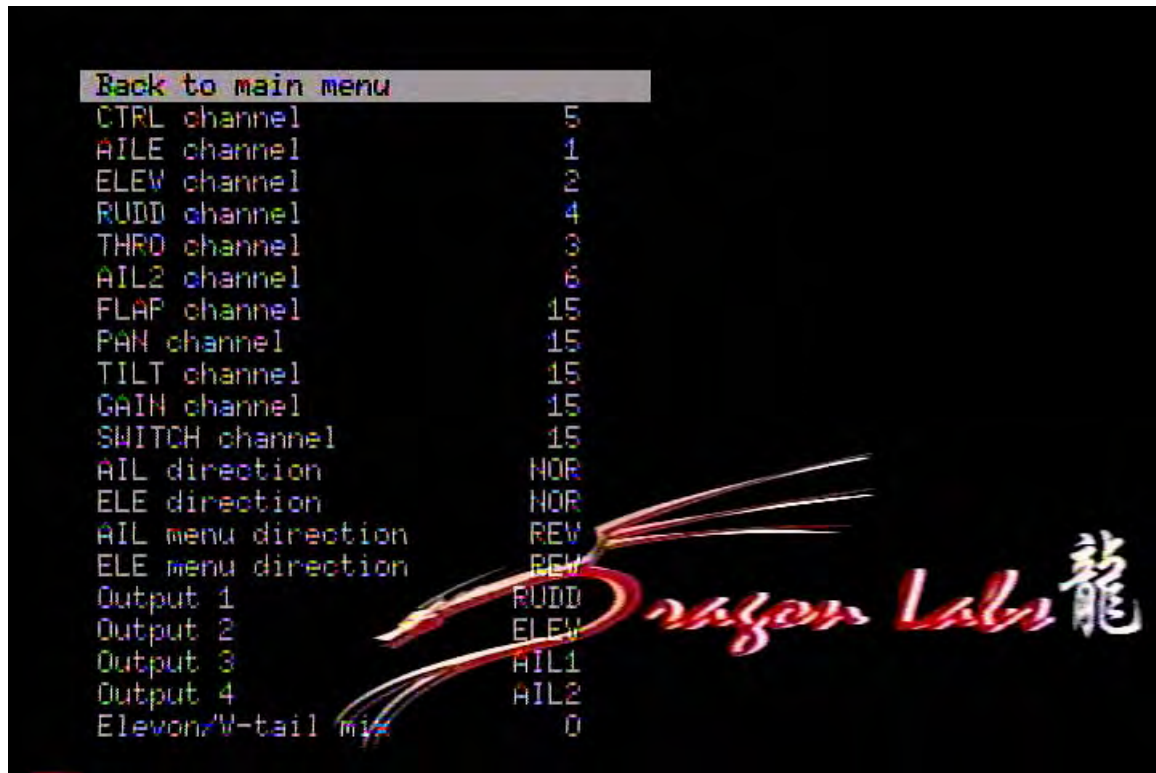 Back to main menu
CTRL channel 5
AILE channel 1
ELEV channel 2
RUDD channel 4
THRO channel 3
AIL2 channel 6
FLAP channel 15
PAN channel 15
TILT channel 15
GAIN channel 15
SWITCH channel 15
AIL direction NOR
ELE direction NOR
AIL menu direction REV
ELE menu direction REV
Output 1 RUDD
Output 2 ELEV
Output 3 AIL1
Output 4 AIL2
Elevon/V-tail mix 0
Dragon Labs 龍